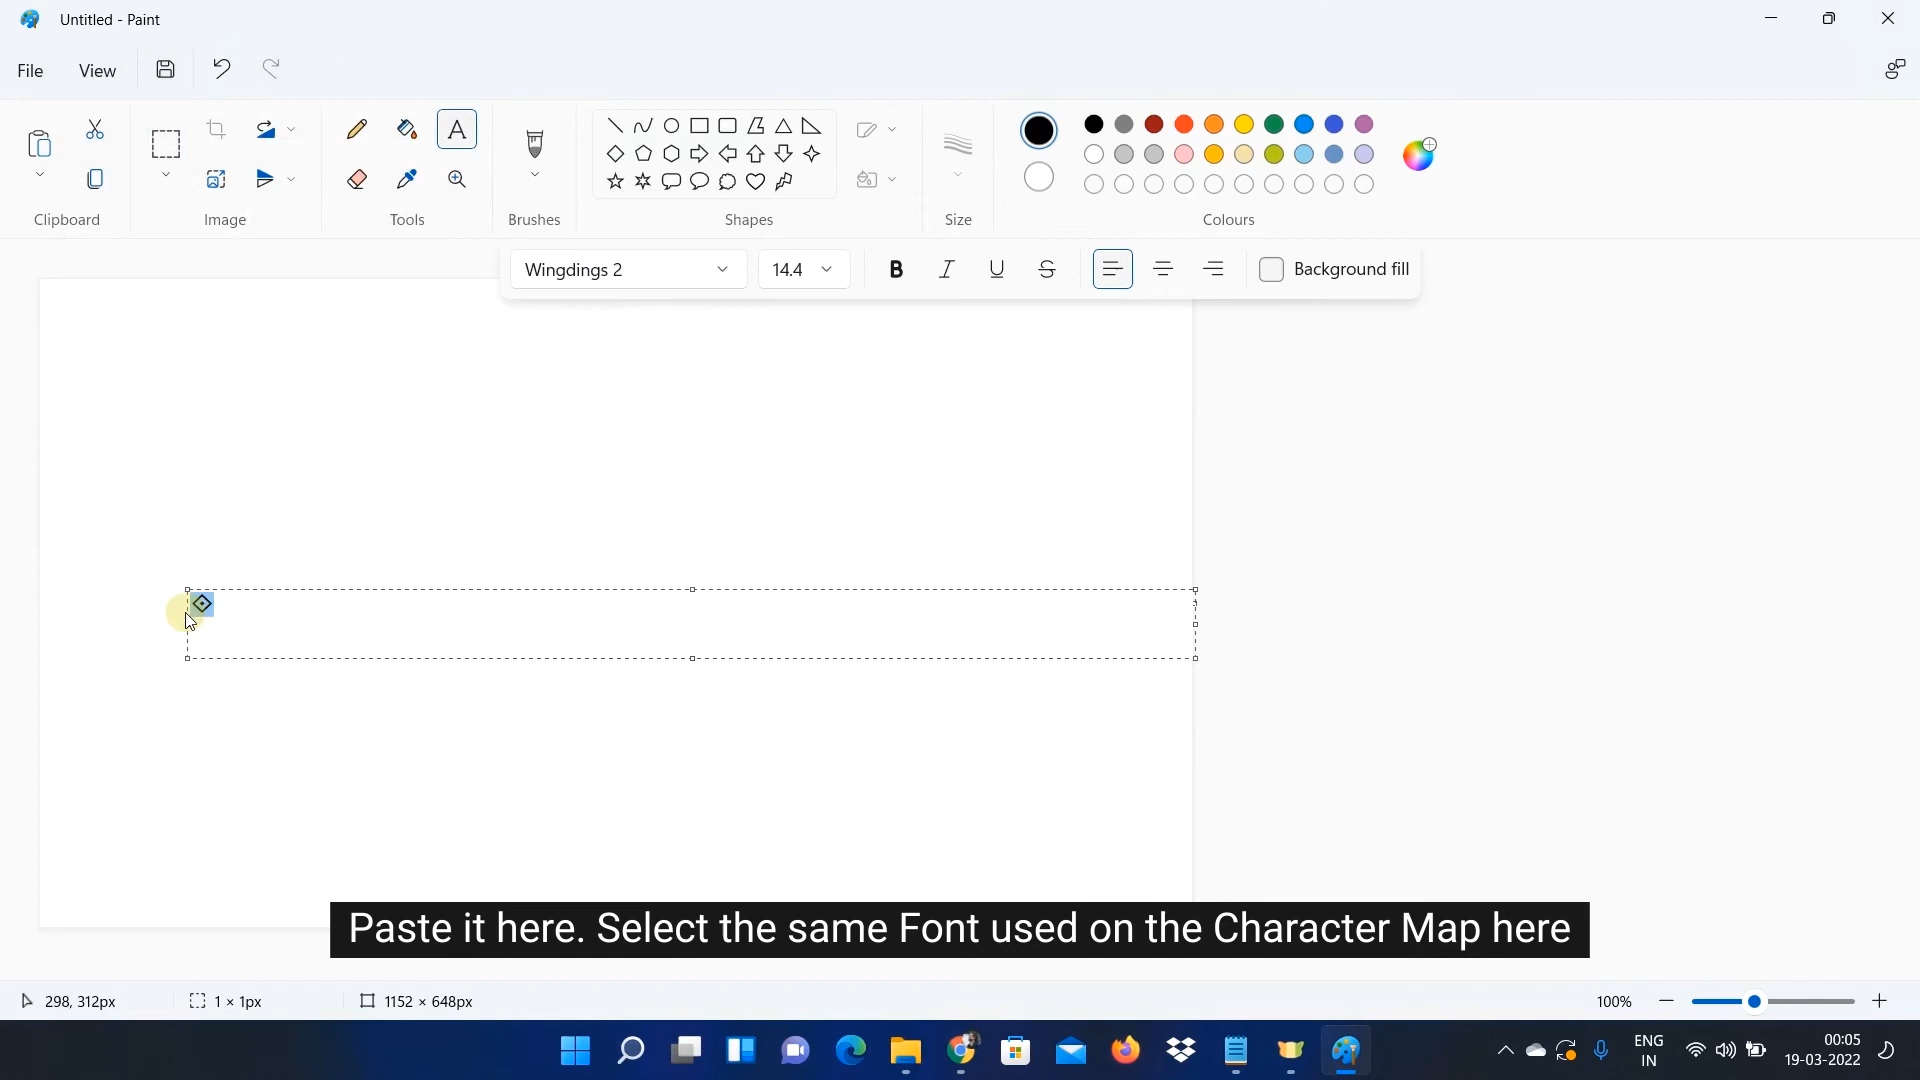 Untitled - Paint
File
View
Clipboard
Image
Tools
Brushes
Shapes
Size
Colours
Wingdings 2
14.4
B
I
U
S
Background fill
Paste it here. Select the same Font used on the Character Map here
298, 312px
1 × 1px
1152 × 648px
100%
ENG
IN
00:05
19-03-2022